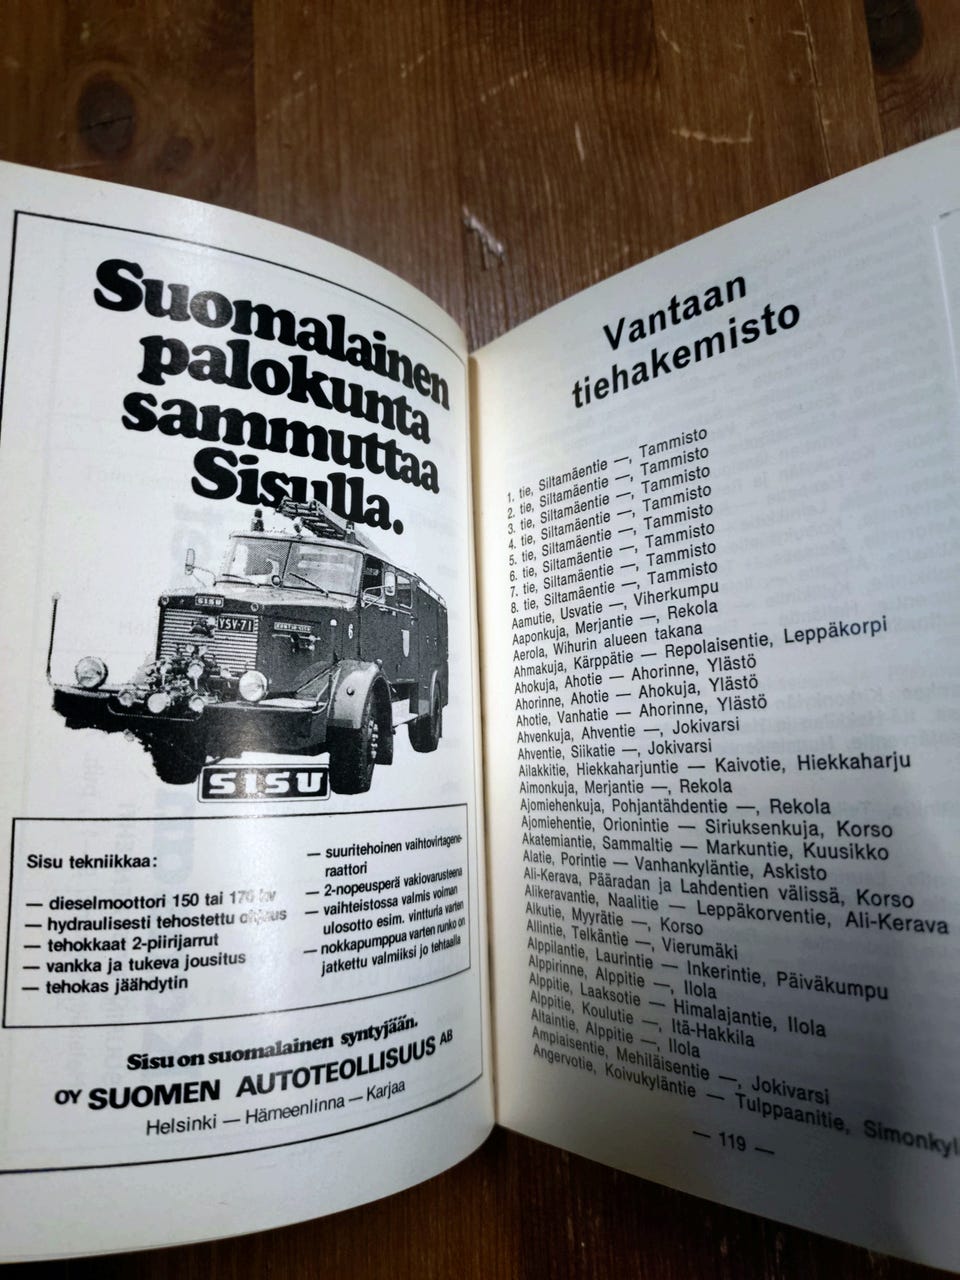 Suomalainen
palokunta
sammuttaa
Sisulla.
SISU
VSV-71
6
SISU
Sisu tekniikkaa:
— dieselmoottori 150 tai 170 hv
— hydraulisesti tehostettu ohjaus
— tehokkaat 2-piirijarrut
— vankka ja tukeva jousitus
— tehokas jäähdytin
— suuritehoinen vaihtovirtagene-
raattori
— 2-nopeusperä vakiovarusteena
— vaihteistossa valmis voiman
ulosotto esim. vintturia varten
— nokkapumppua varten runko on
jatkettu valmiiksi jo tehtaalla
Sisu on suomalainen syntyjään.
OY SUOMEN AUTOTEOLLISUUS AB
Helsinki — Hämeenlinna — Karjaa
Vantaan
tiehakemisto
1. tie, Siltamäentie —, Tammisto
2. tie, Siltamäentie —, Tammisto
3. tie, Siltamäentie —, Tammisto
4. tie, Siltamäentie —, Tammisto
5. tie, Siltamäentie —, Tammisto
6. tie, Siltamäentie —, Tammisto
7. tie, Siltamäentie —, Tammisto
8. tie, Siltamäentie —, Tammisto
Aamutie, Usvatie —, Viherkumpu
Aaponkuja, Merjantie —, Rekola
Aerola, Wihurin alueen takana
Ahmakuja, Kärppätie — Repolaisentie, Leppäkorpi
Ahokuja, Ahotie — Ahorinne, Ylästö
Ahorinne, Ahotie — Ahokuja, Ylästö
Ahotie, Vanhatie — Ahorinne, Ylästö
Ahvenkuja, Ahventie —, Jokivarsi
Ahventie, Siikatie —, Jokivarsi
Ailakkitie, Hiekkaharjuntie — Kaivotie, Hiekkaharju
Aimonkuja, Merjantie —, Rekola
Ajomiehenkuja, Pohjantähdentie —, Rekola
Ajomiehentie, Orionintie — Siriuksenkuja, Korso
Akatemiantie, Sammaltie — Markuntie, Kuusikko
Alatie, Porintie — Vanhankyläntie, Askisto
Ali-Kerava, Pääradan ja Lahdentien välissä, Korso
Alikeravantie, Naalitie — Leppäkorventie, Ali-Kerava
Alkutie, Myyrätie —, Korso
Allintie, Telkäntie —, Vierumäki
Alppilantie, Laurintie — Inkerintie, Päiväkumpu
Alppirinne, Alppitie —, Ilola
Alppitie, Laaksotie — Himalajantie, Ilola
Alppitie, Koulutie —, Itä-Hakkila
Altaintie, Alppitie —, Ilola
Ampiaisentie, Mehiläisentie —, Jokivarsi
Angervotie, Koivukyläntie — Tulppaanitie, Simonkyl
— 119 —